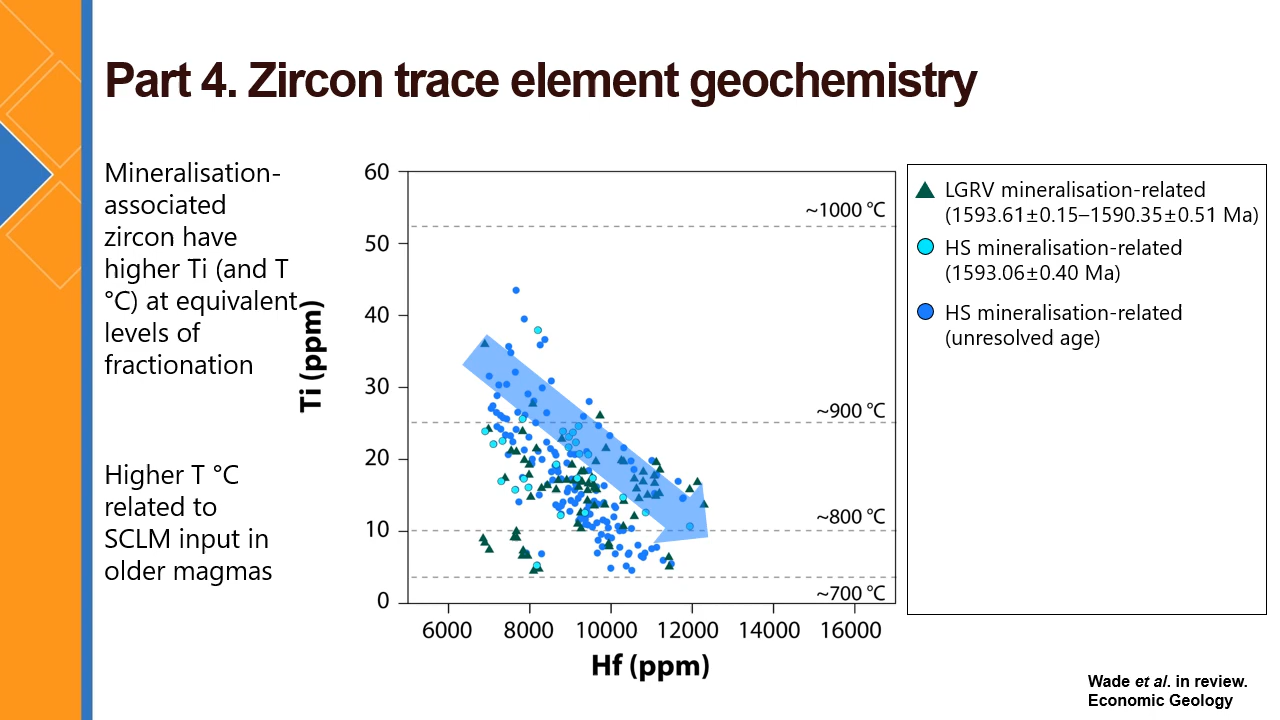 Part 4. Zircon trace element geochemistry
Mineralisation-
associated
zircon have
higher Ti (and T
°C) at equivalent
levels of
fractionation
Higher T °C
related to
SCLM input in
older magmas
Ti (ppm)
60
50
40
30
20
10
0
~1000 °C
~900 °C
~800 °C
~700 °C
6000
8000
10000
12000
14000
16000
Hf (ppm)
LGRV mineralisation-related
(1593.61±0.15–1590.35±0.51 Ma)
HS mineralisation-related
(1593.06±0.40 Ma)
HS mineralisation-related
(unresolved age)
Wade et al. in review.
Economic Geology